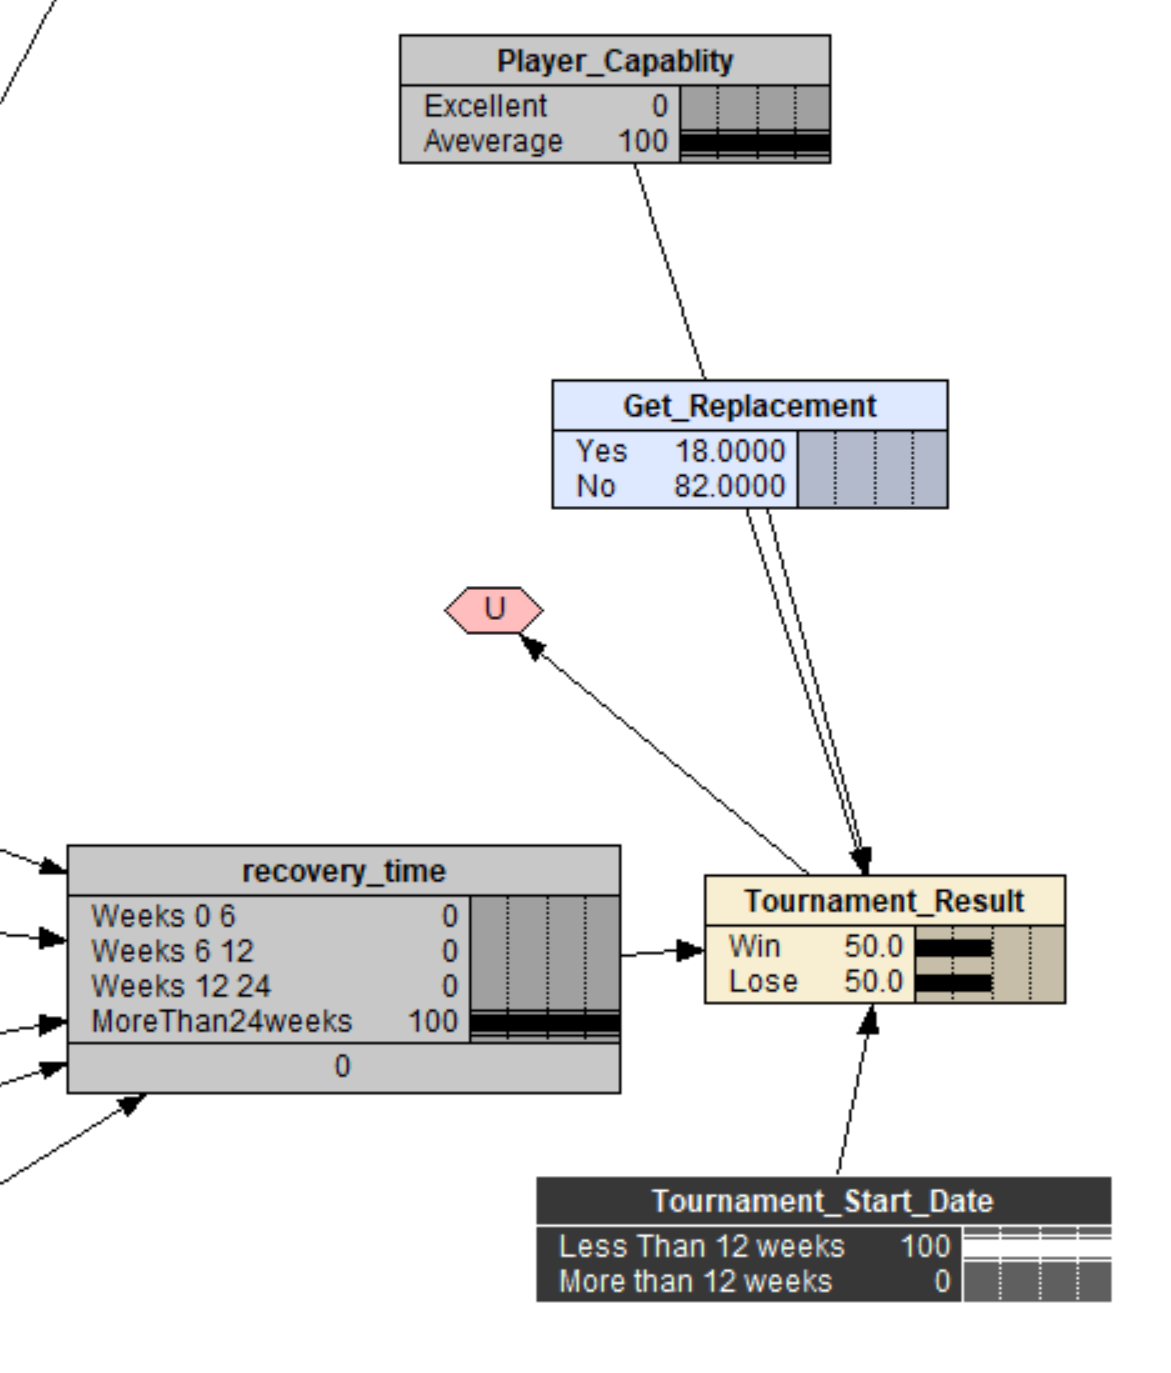 Player_Capablity
Excellent 0
Aveverage 100
Get_Replacement
Yes 18.0000
No 82.0000
U
recovery_time
Weeks 0 6 0
Weeks 6 12 0
Weeks 12 24 0
MoreThan24weeks 100
0
Tournament_Result
Win 50.0
Lose 50.0
Tournament_Start_Date
Less Than 12 weeks 100
More than 12 weeks 0